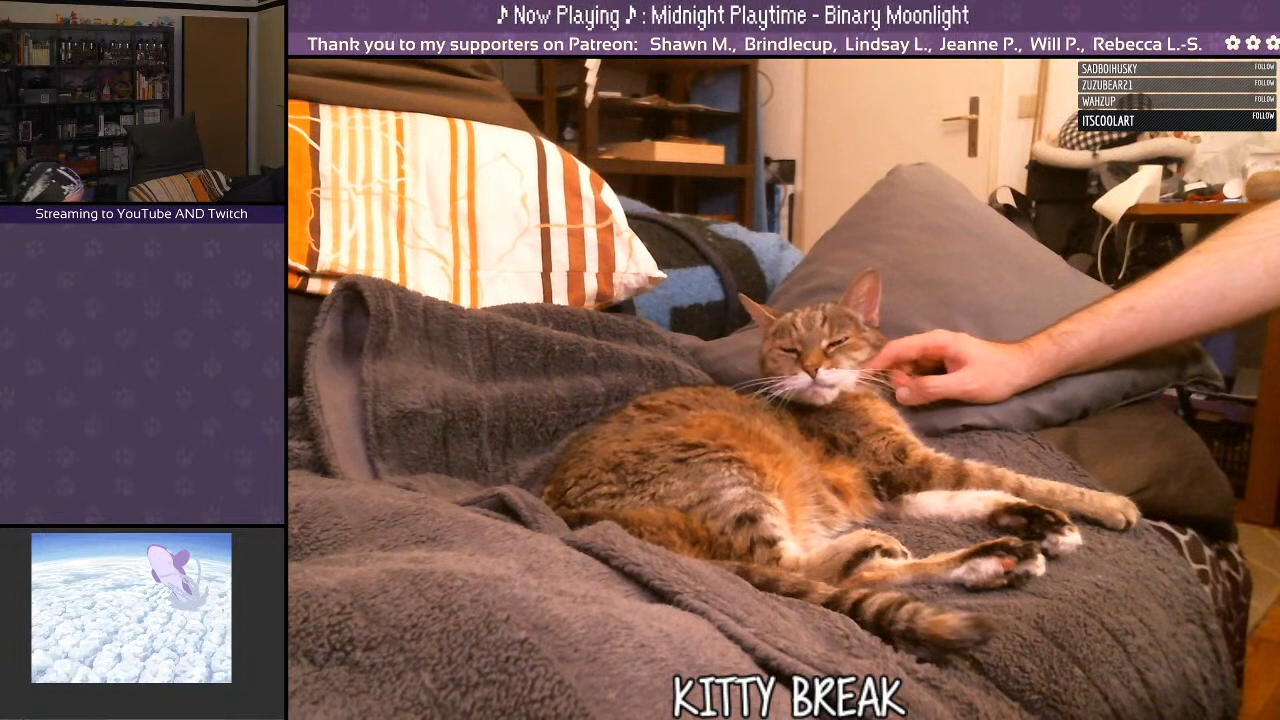 ♪ Now Playing ♪ : Midnight Playtime - Binary Moonlight
Thank you to my supporters on Patreon: Shawn M., Brindlecup, Lindsay L., Jeanne P., Will P., Rebecca L.-S.
SADBOIHUSKY FOLLOW
ZUZUBEAR21 FOLLOW
WAHZUP FOLLOW
ITSCOOLART FOLLOW
Streaming to YouTube AND Twitch
KITTY BREAK